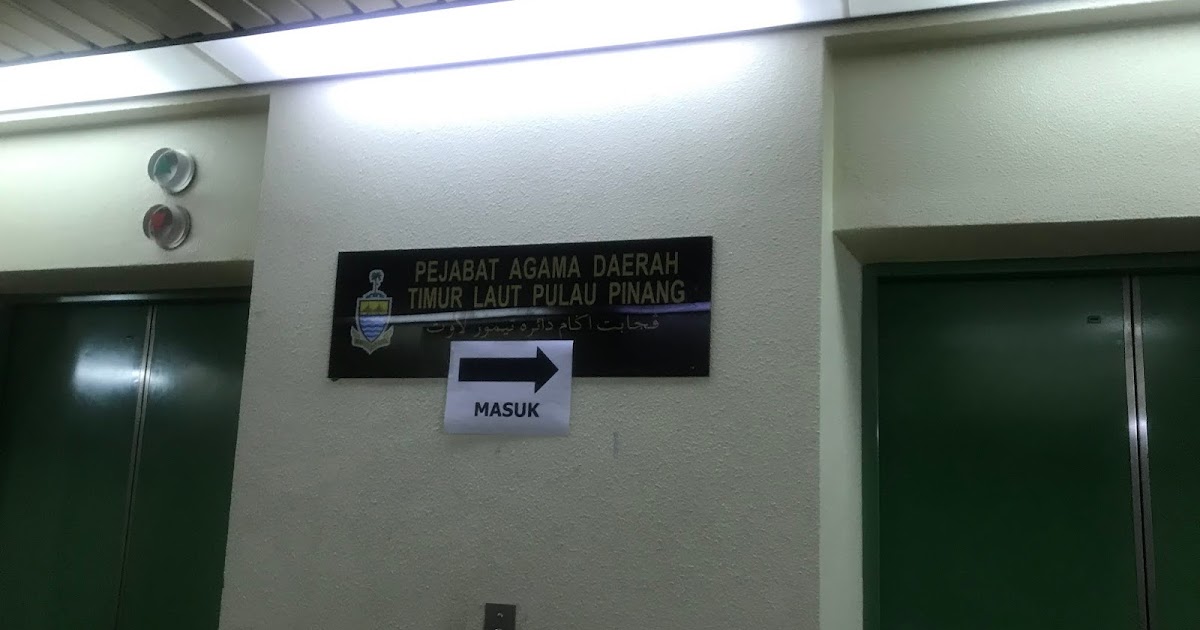 PEJABAT AGAMA DAERAH
TIMUR LAUT PULAU PINANG
ڤجابت اݢام دائره تيمور لاوت
MASUK